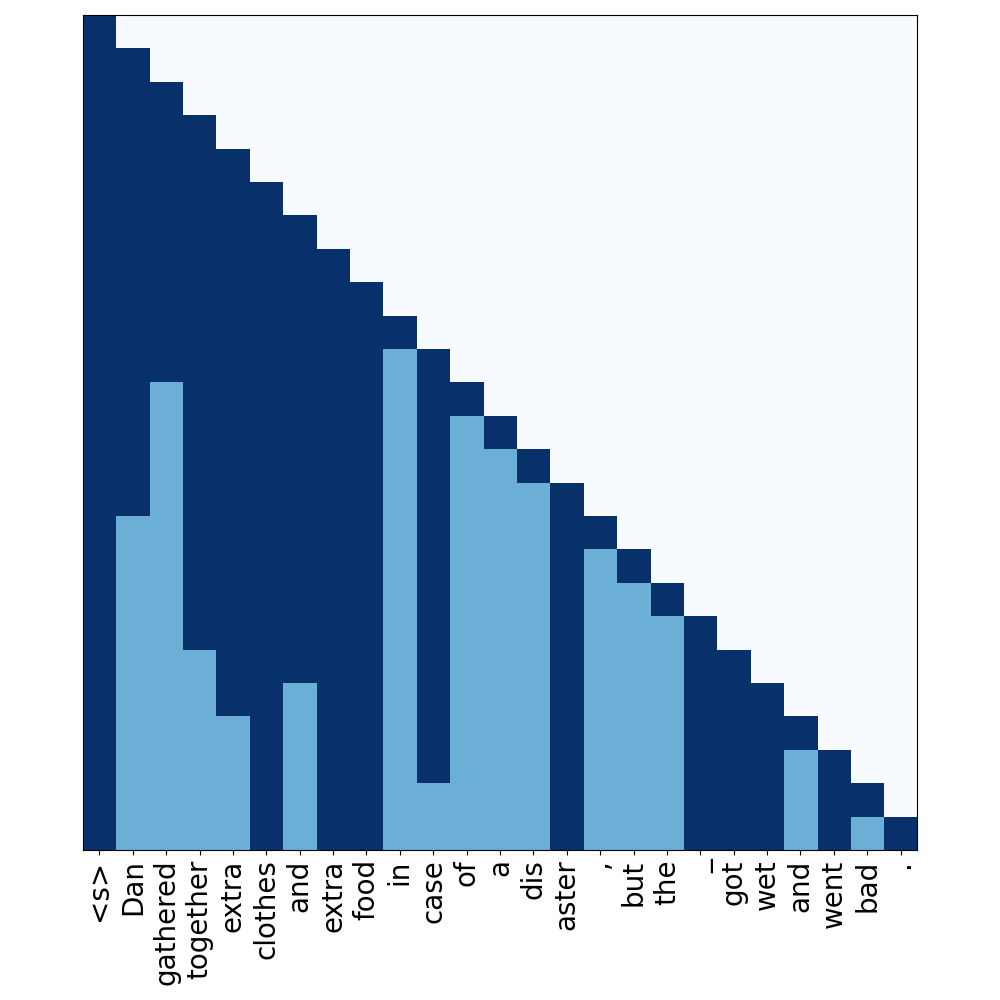 <s>
Dan
gathered
together
extra
clothes
and
extra
food
in
case
of
a
dis
aster
,
but
the
_
got
wet
and
went
bad
.